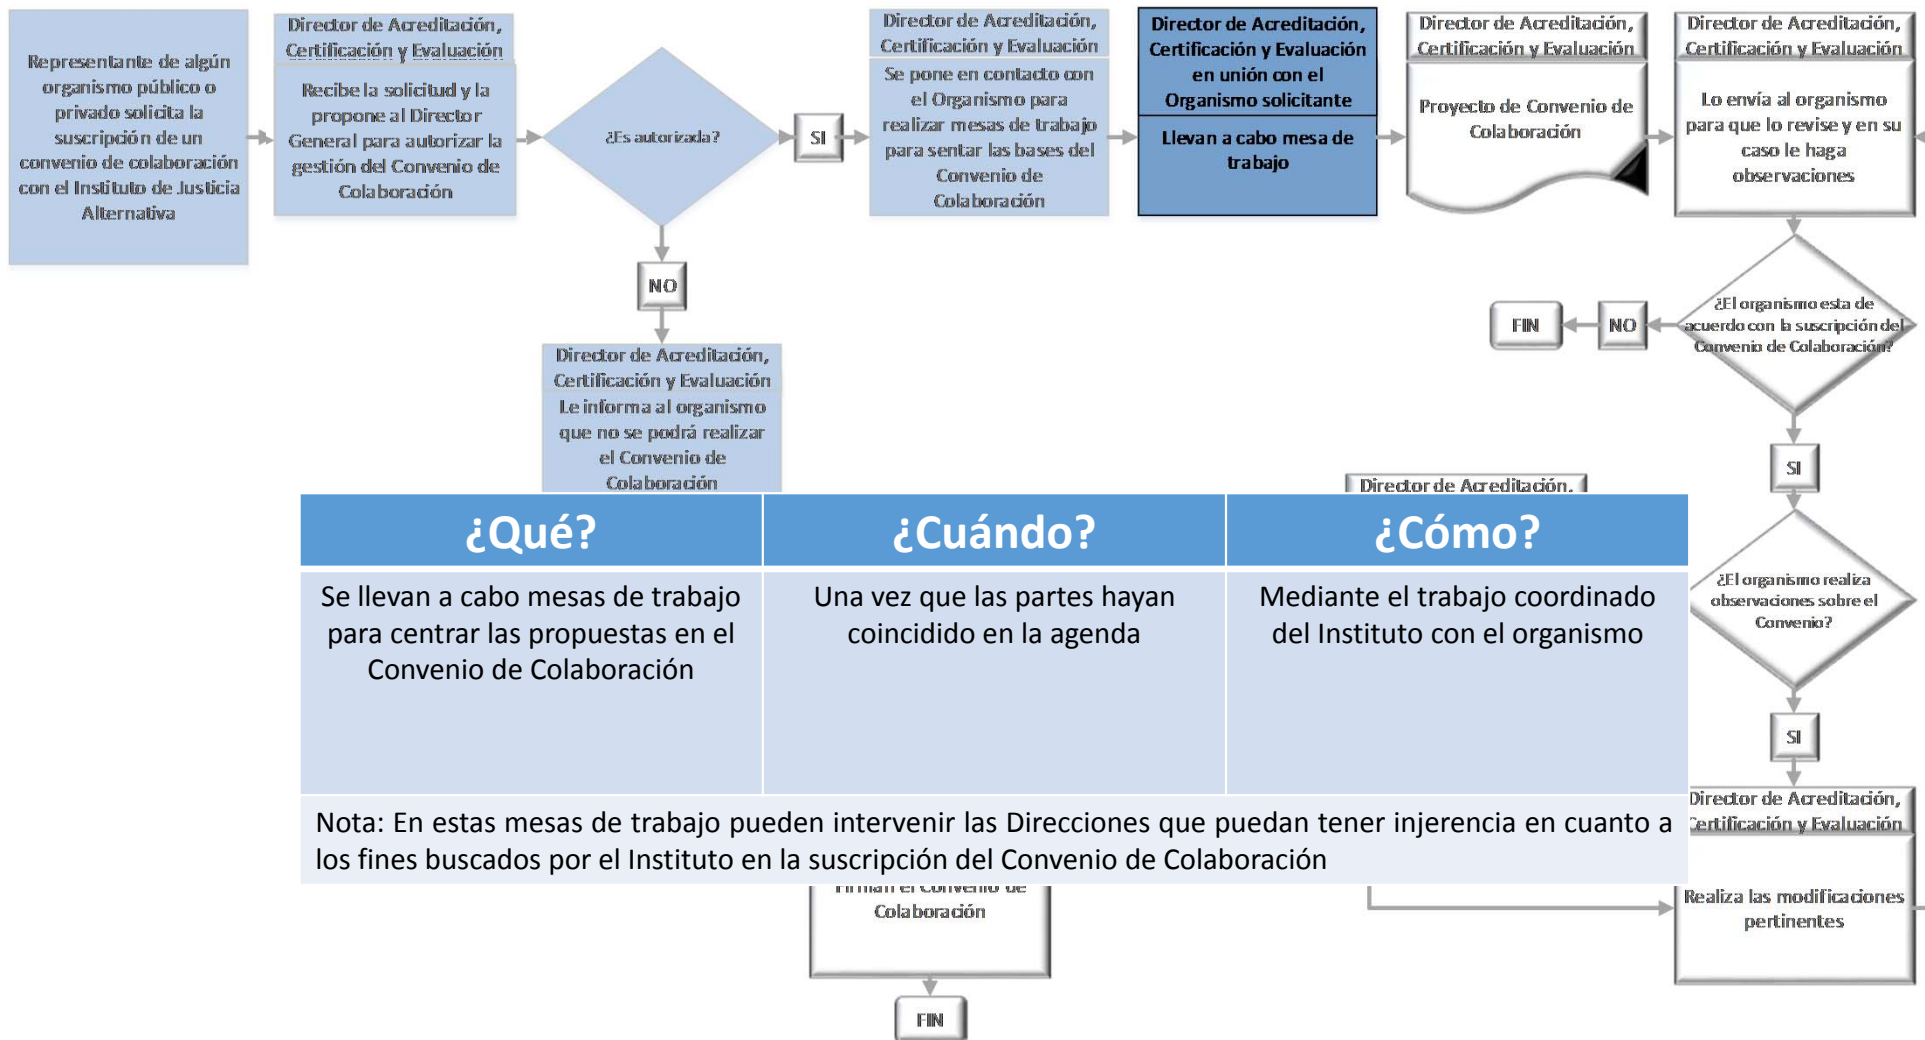 Representante de algún
organismo público o
privado solicita la
suscripción de un
convenio de colaboración
con el Instituto de Justicia
Alternativa
Director de Acreditación,
Certificación y Evaluación
Recibe la solicitud y la
propone al Director
General para autorizar la
gestión del Convenio de
Colaboración
¿Es autorizada?
SI
NO
Director de Acreditación,
Certificación y Evaluación
Le informa al organismo
que no se podrá realizar
el Convenio de
Colaboración
Director de Acreditación,
Certificación y Evaluación
Se pone en contacto con
el Organismo para
realizar mesas de trabajo
para sentar las bases del
Convenio de
Colaboración
Director de Acreditación,
Certificación y Evaluación
en unión con el
Organismo solicitante
Llevan a cabo mesa de
trabajo
Director de Acreditación,
Certificación y Evaluación
Proyecto de Convenio de
Colaboración
Director de Acreditación,
Certificación y Evaluación
Lo envía al organismo
para que lo revise y en su
caso le haga
observaciones
¿El organismo esta de
acuerdo con la suscripción del
Convenio de Colaboración?
NO
FIN
SI
Director de Acreditación,
¿El organismo realiza
observaciones sobre el
Convenio?
SI
Director de Acreditación,
Certificación y Evaluación
Realiza las modificaciones
pertinentes
¿Qué?
¿Cuándo?
¿Cómo?
Se llevan a cabo mesas de trabajo
para centrar las propuestas en el
Convenio de Colaboración
Una vez que las partes hayan
coincidido en la agenda
Mediante el trabajo coordinado
del Instituto con el organismo
Nota: En estas mesas de trabajo pueden intervenir las Direcciones que puedan tener injerencia en cuanto a
los fines buscados por el Instituto en la suscripción del Convenio de Colaboración
Firman el Convenio de
Colaboración
FIN